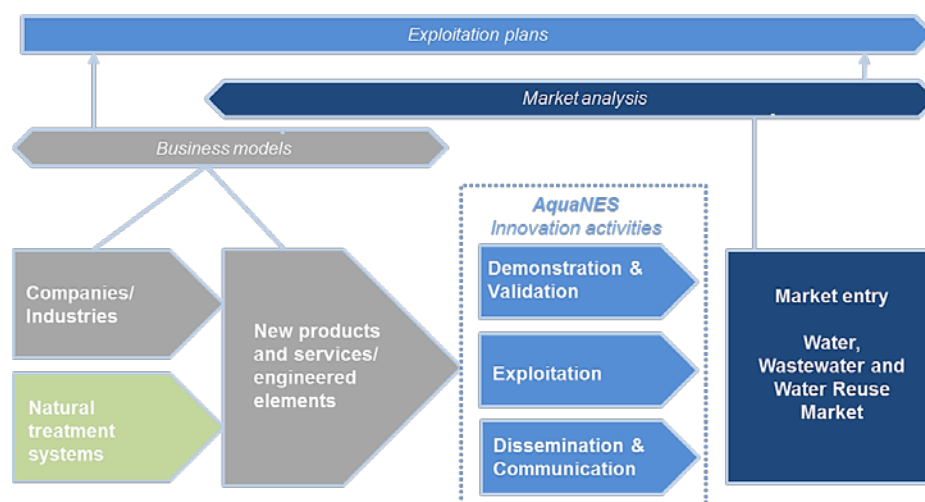 Exploitation plans
Market analysis
Business models
AquaNES
Innovation activities
Companies/
Industries
Natural
treatment
systems
New products
and services/
engineered
elements
Demonstration &
Validation
Exploitation
Dissemination &
Communication
Market entry
Water,
Wastewater and
Water Reuse
Market